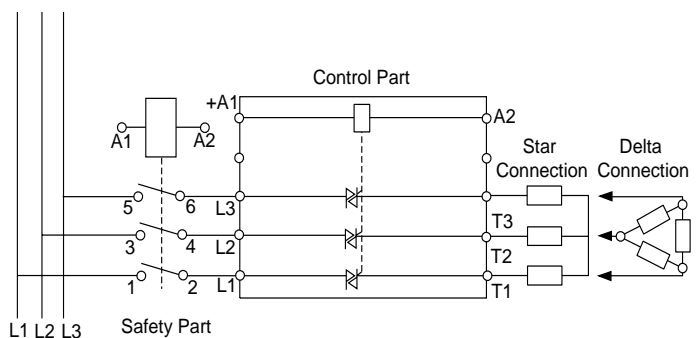 Control Part
+A1
A2
A1
A2
Star
Connection
Delta
Connection
5
6
L3
T3
3
4
L2
T2
1
2
L1
T1
L1 L2 L3
Safety Part